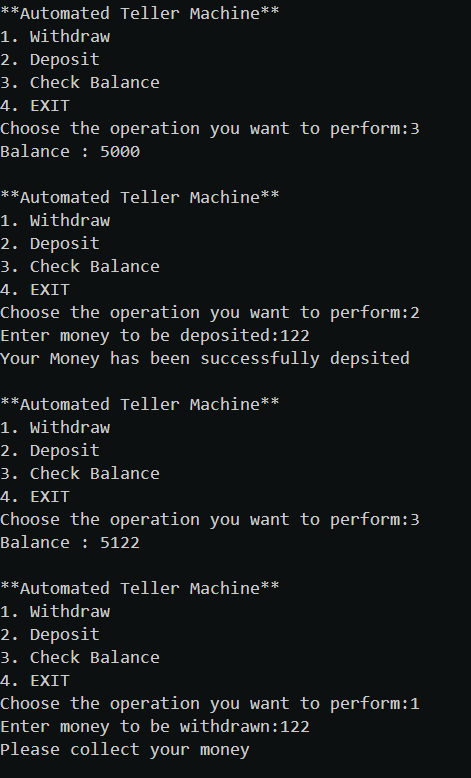 **Automated Teller Machine**
1. Withdraw
2. Deposit
3. Check Balance
4. EXIT
Choose the operation you want to perform:3
Balance : 5000

**Automated Teller Machine**
1. Withdraw
2. Deposit
3. Check Balance
4. EXIT
Choose the operation you want to perform:2
Enter money to be deposited:122
Your Money has been successfully depsited

**Automated Teller Machine**
1. Withdraw
2. Deposit
3. Check Balance
4. EXIT
Choose the operation you want to perform:3
Balance : 5122

**Automated Teller Machine**
1. Withdraw
2. Deposit
3. Check Balance
4. EXIT
Choose the operation you want to perform:1
Enter money to be withdrawn:122
Please collect your money